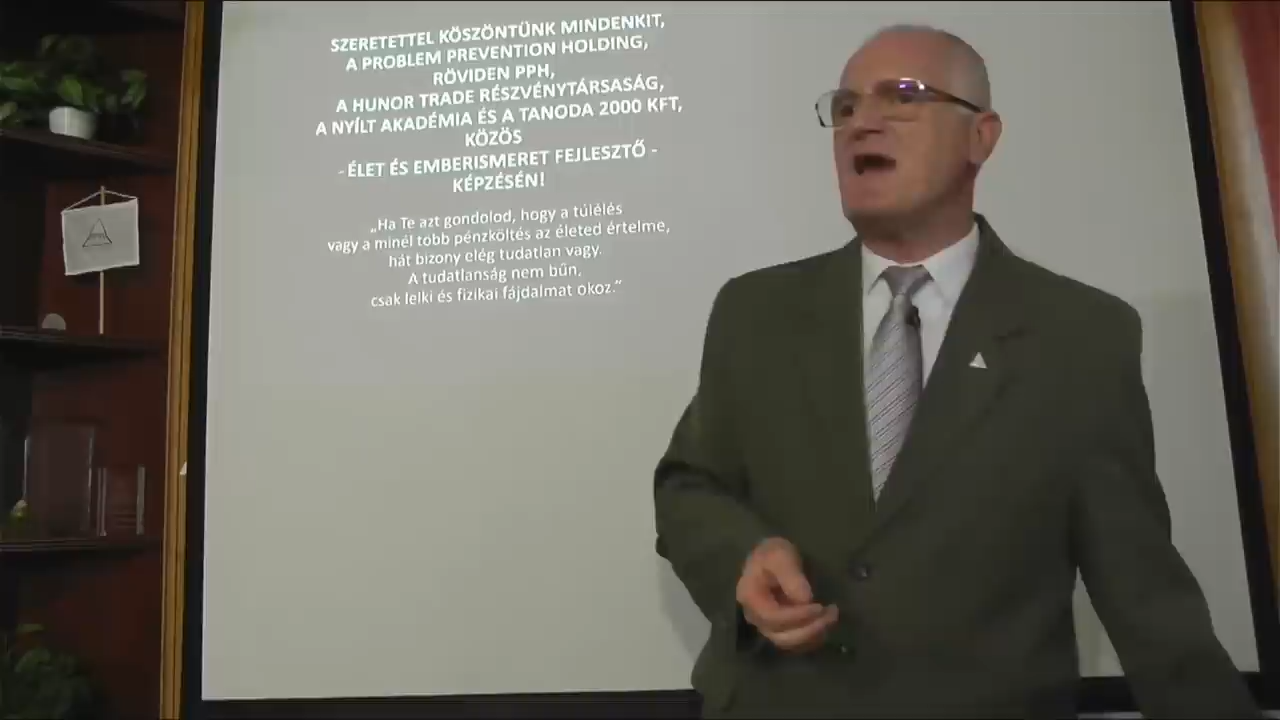 SZERETETTEL KÖSZÖNTÜNK MINDENKIT,
A PROBLEM PREVENTION HOLDING,
RÖVIDEN PPH,
A HUNOR TRADE RÉSZVÉNYTÁRSASÁG,
A NYÍLT AKADÉMIA ÉS A TANODA 2000 KFT,
KÖZÖS
- ÉLET ÉS EMBERISMERET FEJLESZTŐ -
KÉPZÉSÉN!
„Ha Te azt gondolod, hogy a túlélés
vagy a minél több pénzköltés az életed értelme,
hát bizony elég tudatlan vagy.
A tudatlanság nem bűn,
csak lelki és fizikai fájdalmat okoz.”